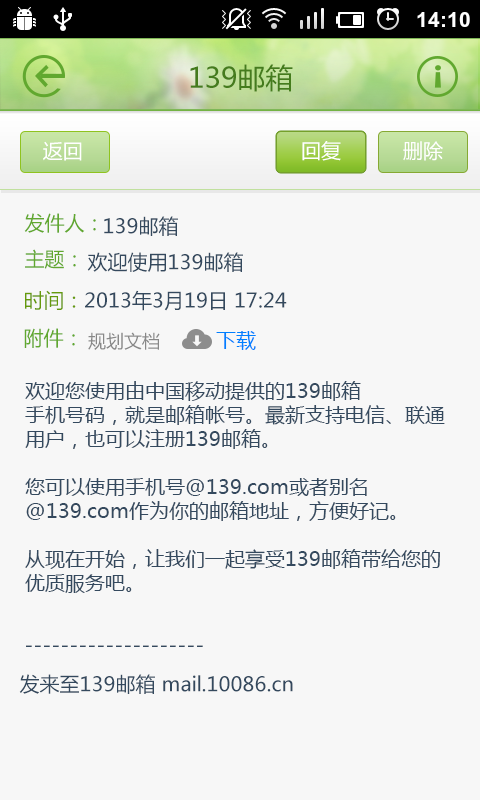 14:10
139邮箱
返回 回复 删除
发件人：139邮箱
主题： 欢迎使用139邮箱
时间：2013年3月19日 17:24
附件： 规划文档 下载
欢迎您使用由中国移动提供的139邮箱
手机号码，就是邮箱帐号。最新支持电信、联通
用户，也可以注册139邮箱。
您可以使用手机号@139.com或者别名
@139.com作为你的邮箱地址，方便好记。
从现在开始，让我们一起享受139邮箱带给您的
优质服务吧。
--------------------
发来至139邮箱 mail.10086.cn